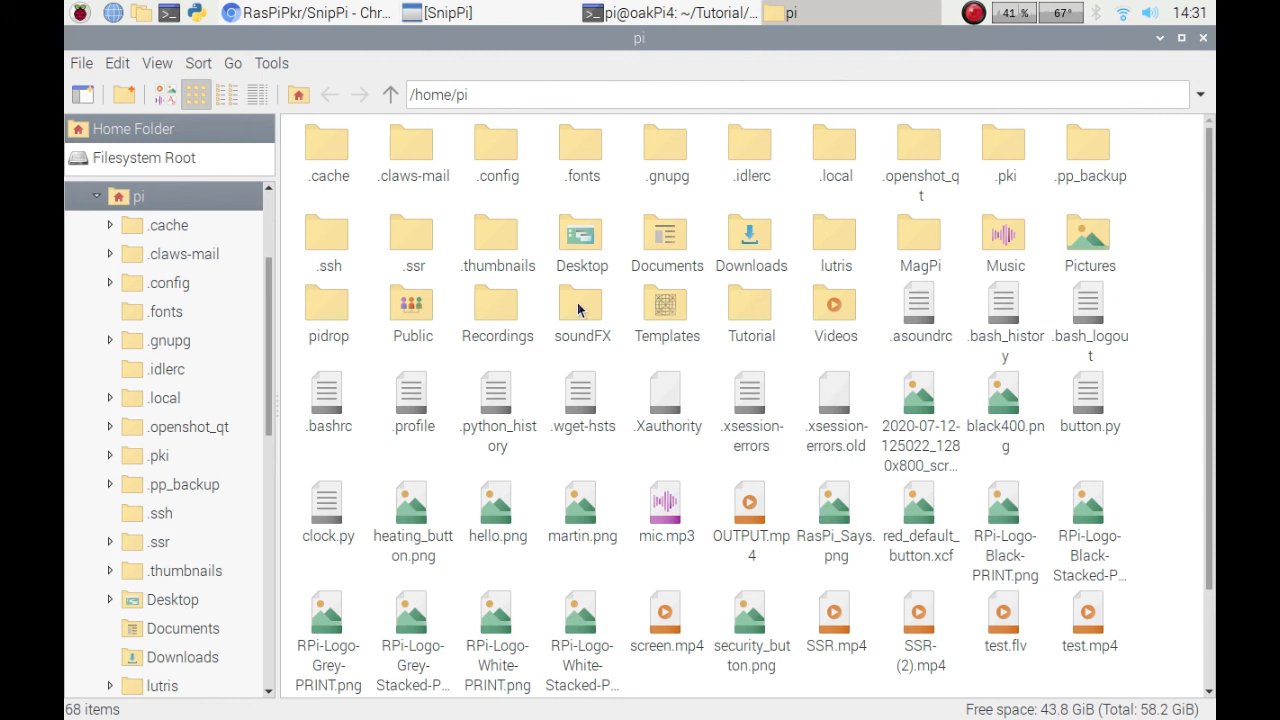 RasPiPkr/SnipPi - Chr...
[SnipPi]
pi@oakPi4: ~/Tutorial/...
pi
41 %
67°
14:31
pi
File Edit View Sort Go Tools
/home/pi
Home Folder
Filesystem Root
pi
.cache
.claws-mail
.config
.fonts
.gnupg
.idlerc
.local
.openshot_qt
.pki
.pp_backup
.ssh
.ssr
.thumbnails
Desktop
Documents
Downloads
lutris
.cache
.claws-mail
.config
.fonts
.gnupg
.idlerc
.local
.openshot_q
t
.pki
.pp_backup
.ssh
.ssr
.thumbnails
Desktop
Documents
Downloads
lutris
MagPi
Music
Pictures
pidrop
Public
Recordings
soundFX
Templates
Tutorial
Videos
.asoundrc
.bash_histor
y
.bash_logou
t
.bashrc
.profile
.python_hist
ory
.wget-hsts
.Xauthority
.xsession-
errors
.xsession-
errors.old
2020-07-12-
125022_128
0x800_scr...
black400.pn
g
button.py
clock.py
heating_butt
on.png
hello.png
martin.png
mic.mp3
OUTPUT.mp
4
RasPi_Says.
png
red_default_
button.xcf
RPi-Logo-
Black-
PRINT.png
RPi-Logo-
Black-
Stacked-P...
RPi-Logo-
Grey-
PRINT.png
RPi-Logo-
Grey-
Stacked-P...
RPi-Logo-
White-
PRINT.png
RPi-Logo-
White-
Stacked-P...
screen.mp4
security_but
ton.png
SSR.mp4
SSR-
(2).mp4
test.flv
test.mp4
68 items
Free space: 43.8 GiB (Total: 58.2 GiB)